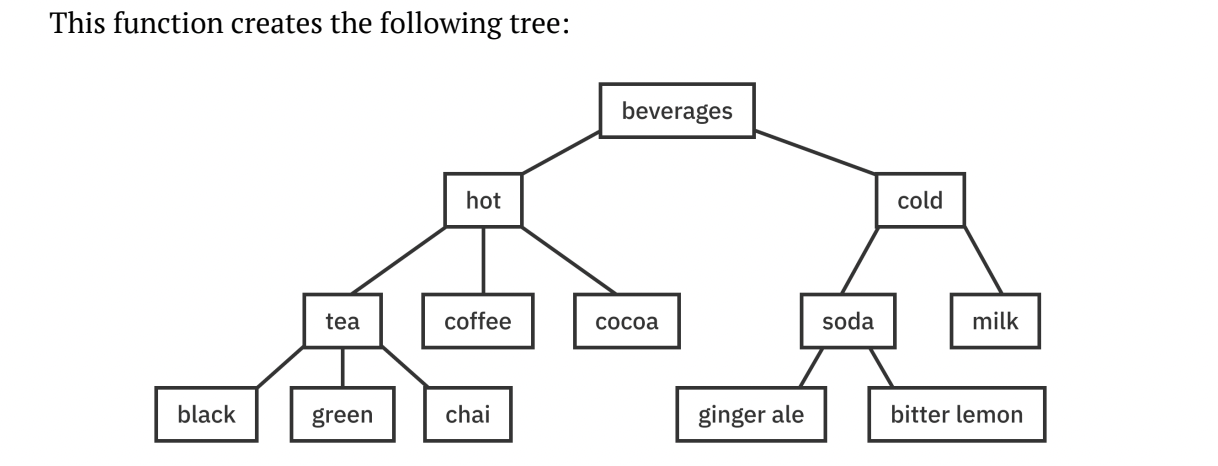 This function creates the following tree:
beverages
hot
cold
tea
coffee
cocoa
soda
milk
black
green
chai
ginger ale
bitter lemon